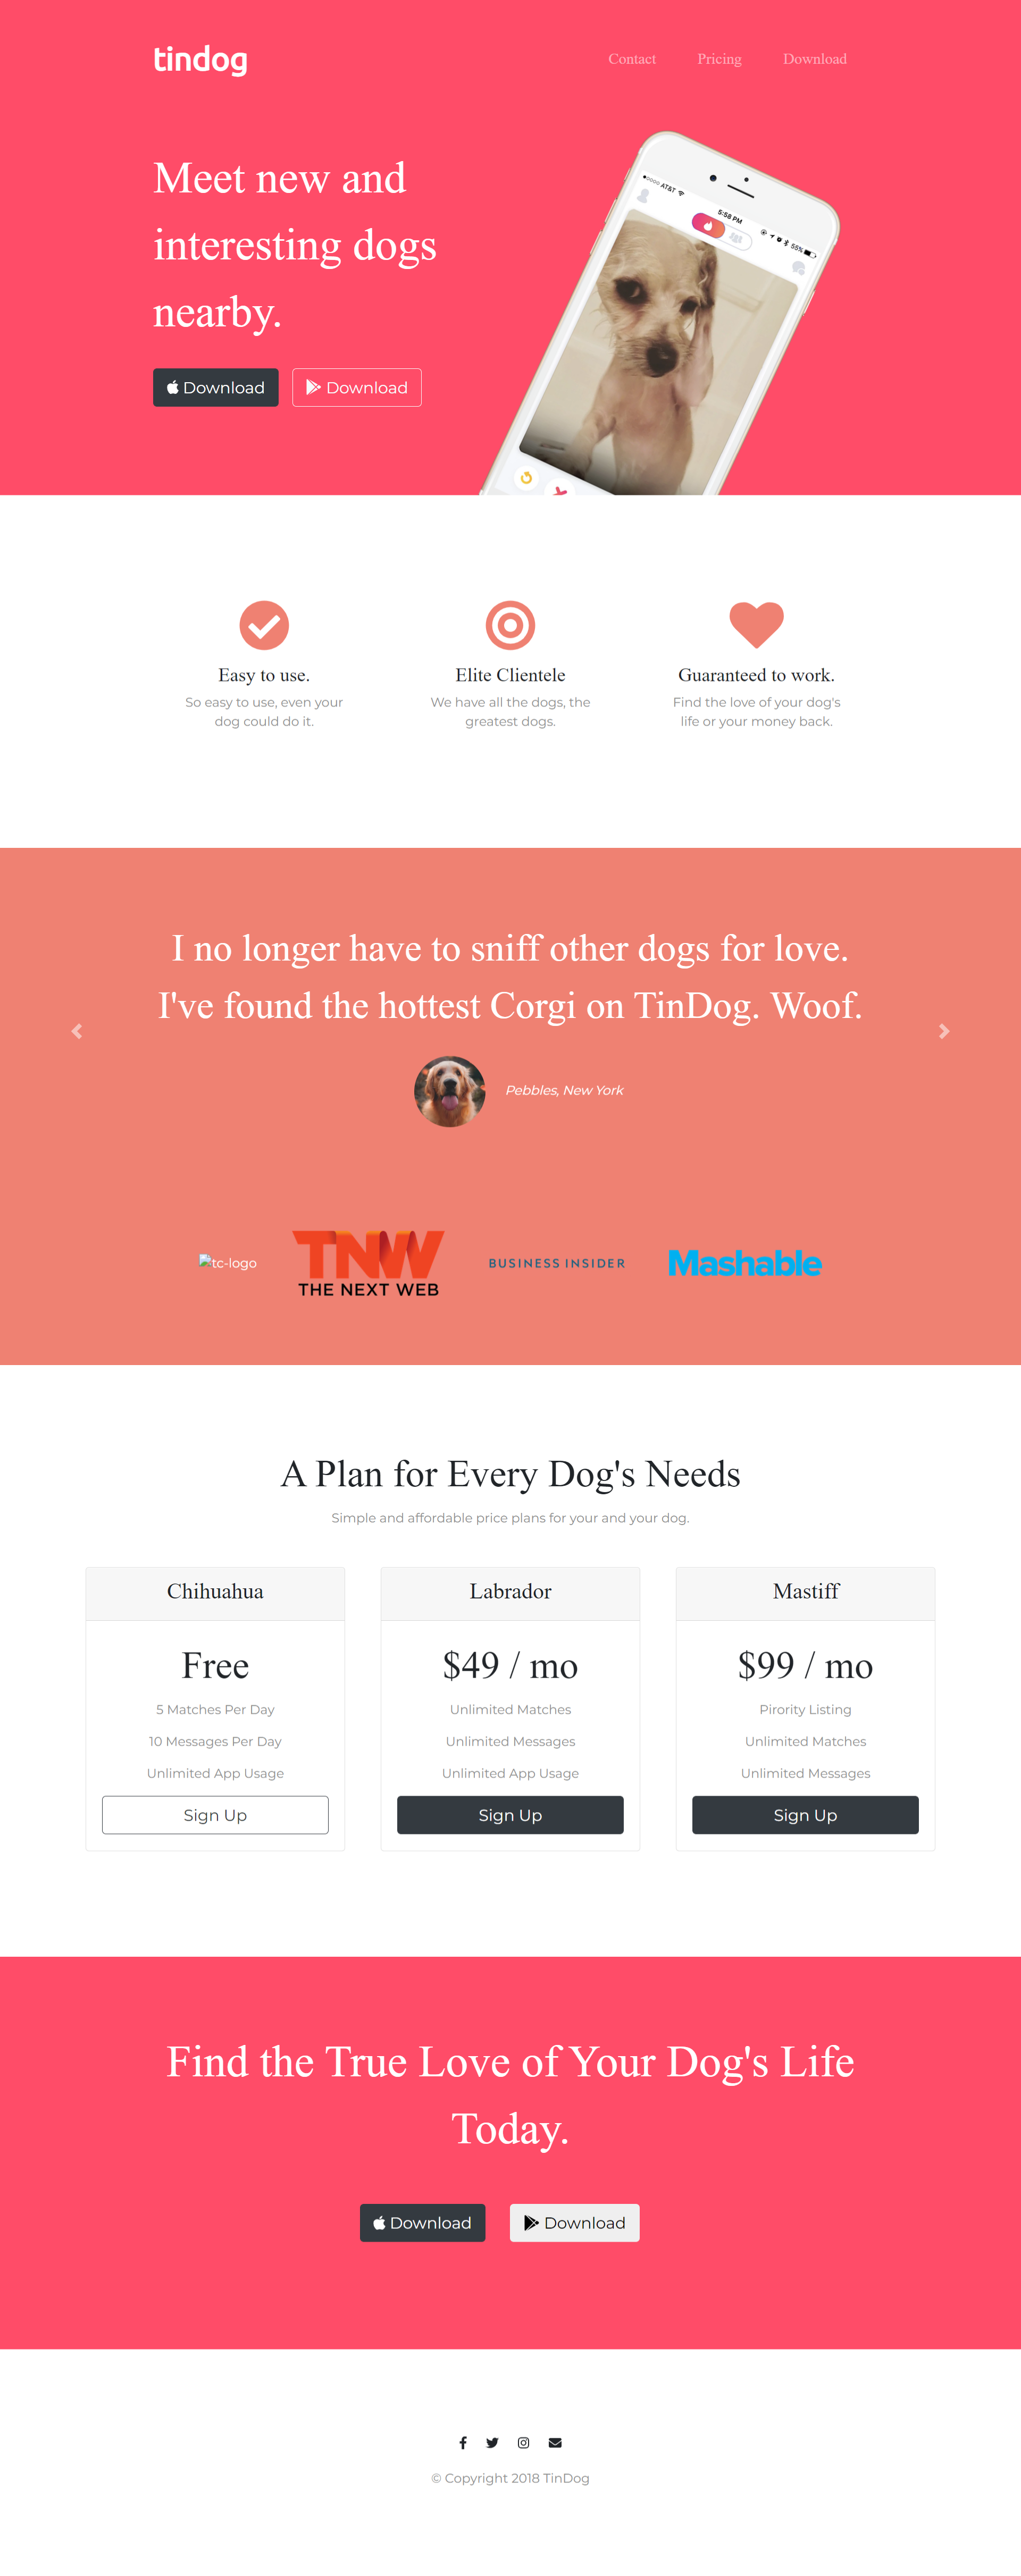 tindog
Contact
Pricing
Download
Meet new and
interesting dogs
nearby.
Download
Download
AT&T
5:58 PM
55%
Easy to use.
So easy to use, even your
dog could do it.
Elite Clientele
We have all the dogs, the
greatest dogs.
Guaranteed to work.
Find the love of your dog's
life or your money back.
I no longer have to sniff other dogs for love.
I've found the hottest Corgi on TinDog. Woof.
Pebbles, New York
tc-logo
TNW
THE NEXT WEB
BUSINESS INSIDER
Mashable
A Plan for Every Dog's Needs
Simple and affordable price plans for your and your dog.
Chihuahua
Free
5 Matches Per Day
10 Messages Per Day
Unlimited App Usage
Sign Up
Labrador
$49 / mo
Unlimited Matches
Unlimited Messages
Unlimited App Usage
Sign Up
Mastiff
$99 / mo
Pirority Listing
Unlimited Matches
Unlimited Messages
Sign Up
Find the True Love of Your Dog's Life
Today.
Download
Download
© Copyright 2018 TinDog